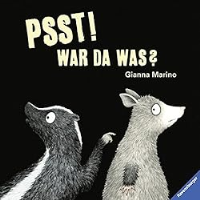 PSST!
WAR DA WAS?
Gianna Marino
Ravensburger